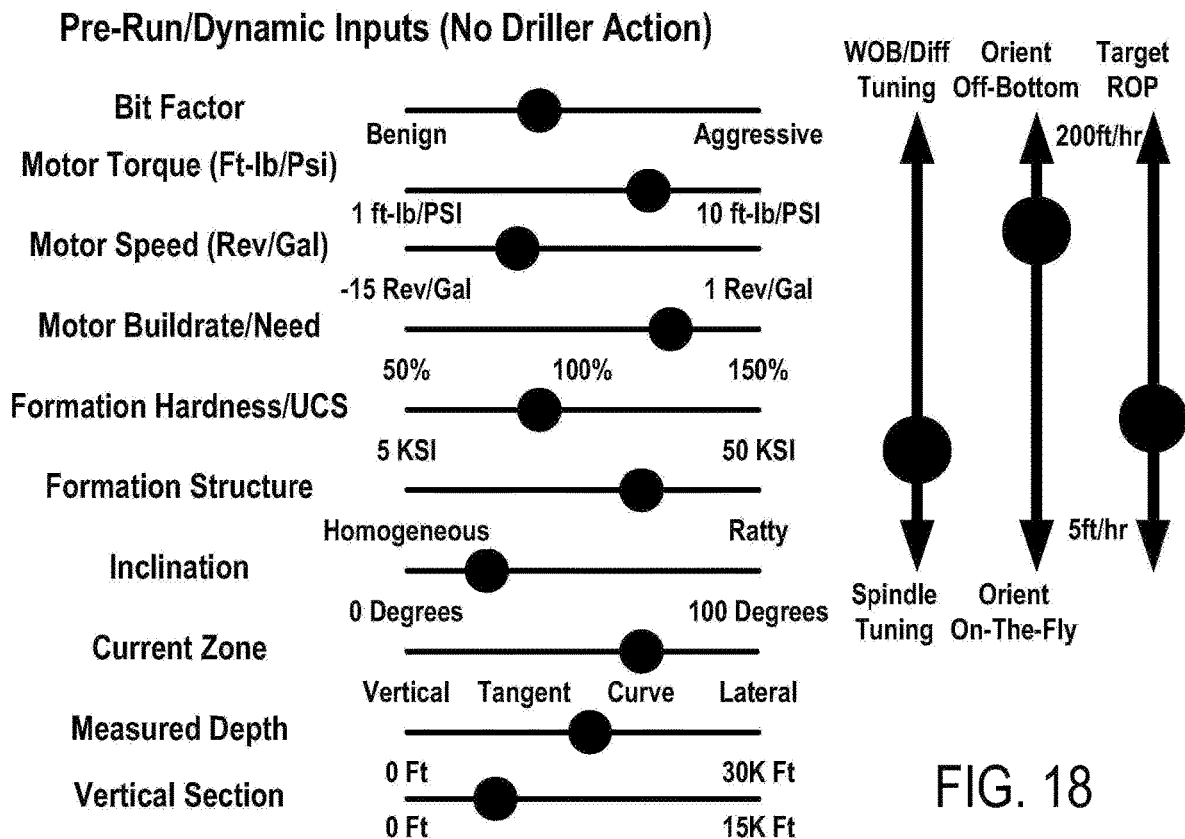 Pre-Run/Dynamic Inputs (No Driller Action)
Bit Factor
Benign Aggressive
Motor Torque (Ft-lb/Psi)
1 ft-lb/PSI 10 ft-lb/PSI
Motor Speed (Rev/Gal)
-15 Rev/Gal 1 Rev/Gal
Motor Buildrate/Need
50% 100% 150%
Formation Hardness/UCS
5 KSI 50 KSI
Formation Structure
Homogeneous Ratty
Inclination
0 Degrees 100 Degrees
Current Zone
Vertical Tangent Curve Lateral
Measured Depth
0 Ft 30K Ft
Vertical Section
0 Ft 15K Ft
WOB/Diff Orient Target
Tuning Off-Bottom ROP
200ft/hr
5ft/hr
Spindle Orient
Tuning On-The-Fly
FIG. 18